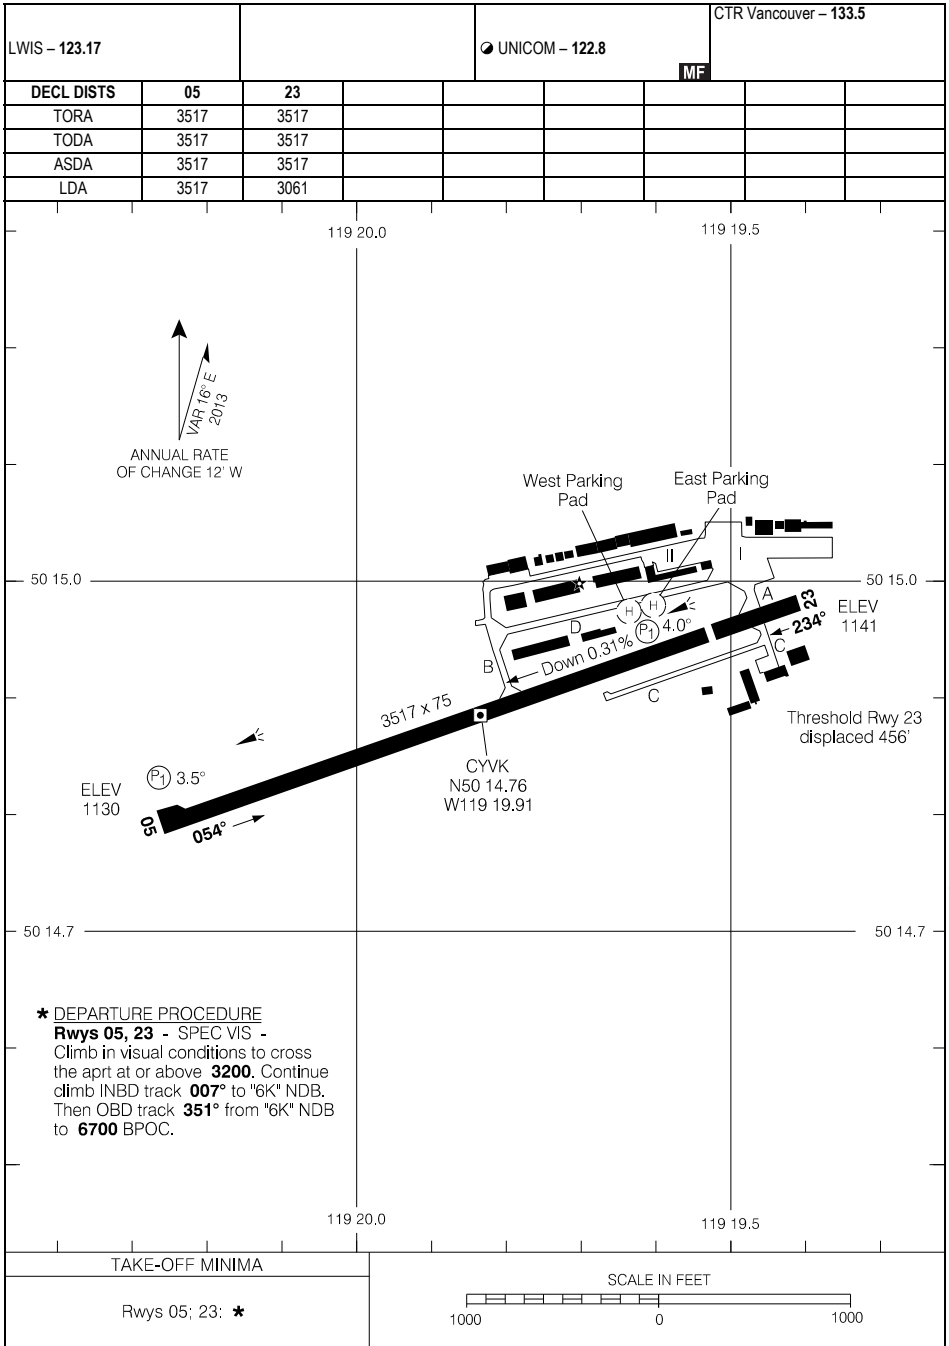 CTR Vancouver – 133.5
LWIS – 123.17
UNICOM – 122.8
MF
DECL DISTS 05 23
TORA 3517 3517
TODA 3517 3517
ASDA 3517 3517
LDA 3517 3061
119 20.0
119 19.5
VAR 16° E
2013
ANNUAL RATE
OF CHANGE 12' W
West Parking
Pad
East Parking
Pad
II
I
50 15.0
50 15.0
A
23
ELEV
1141
H
H
P1 4.0°
234°
D
Down 0.31%
B
C
C
3517 x 75
Threshold Rwy 23
displaced 456'
CYVK
N50 14.76
W119 19.91
P1 3.5°
ELEV
1130
05
054°
50 14.7
50 14.7
* DEPARTURE PROCEDURE
Rwys 05, 23 - SPEC VIS -
Climb in visual conditions to cross
the aprt at or above 3200. Continue
climb INBD track 007° to "6K" NDB.
Then OBD track 351° from "6K" NDB
to 6700 BPOC.
119 20.0
119 19.5
TAKE-OFF MINIMA
Rwys 05; 23: *
SCALE IN FEET
1000 0 1000